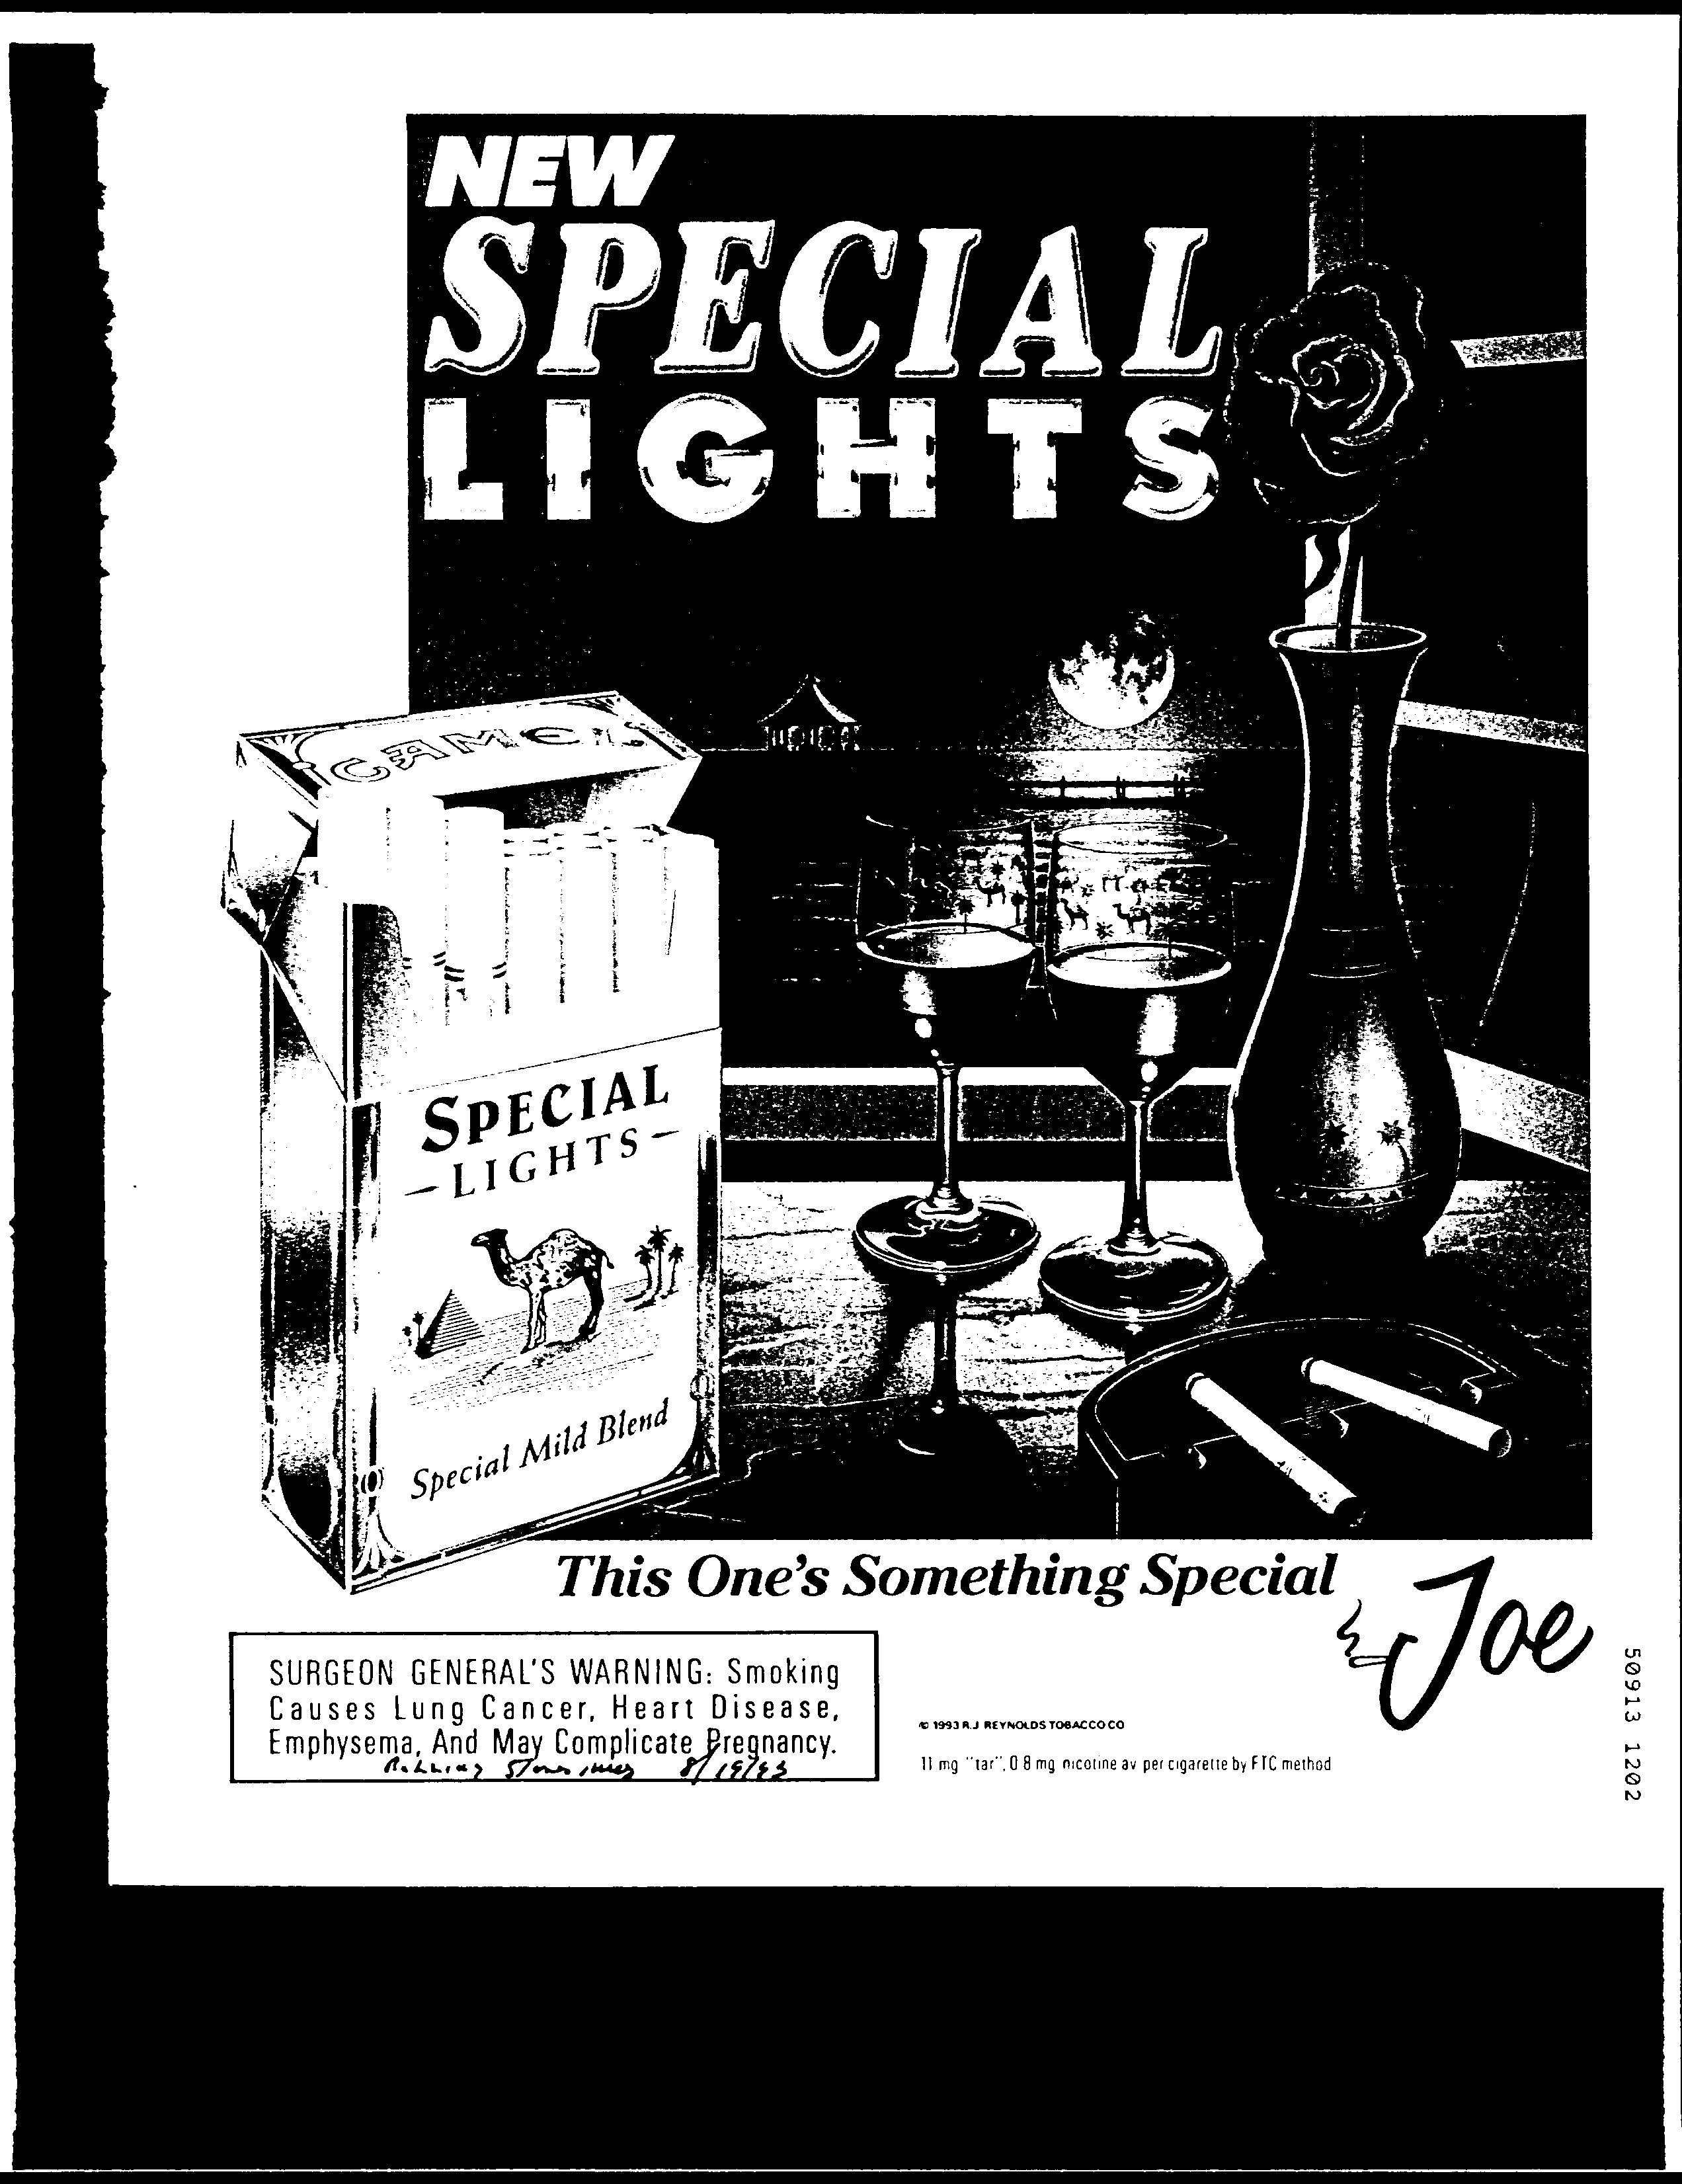 NEW
SPECIAL
LIGHTS
CAMEL
SPECIAL
-LIGHTS-
Special Mild Blend
This One's Something Special
Joe
SURGEON GENERAL'S WARNING: Smoking
Causes Lung Cancer, Heart Disease,
Emphysema, And May Complicate Pregnancy.
8/19/93
© 1993 R.J. REYNOLDS TOBACCO CO
11 mg "tar", 0.8 mg nicotine av per cigarette by FTC method
50913 1202